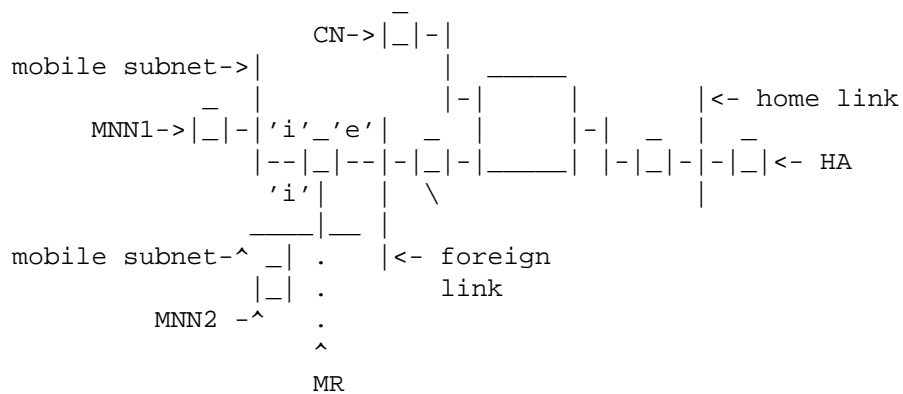 CN->
mobile subnet->
<- home link
MNN1->
'i' 'e'
<- HA
'i'
mobile subnet-^
<- foreign
link
MNN2 -^
^
MR